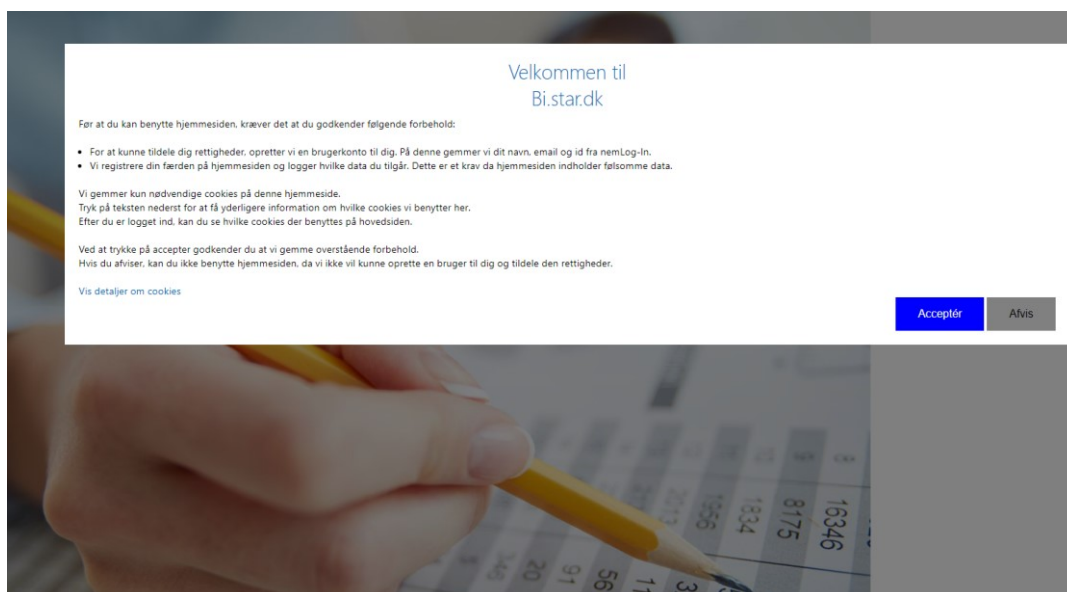 Velkommen til
Bi.star.dk
Før at du kan benytte hjemmesiden, kræver det at du godkender følgende forbehold:
• For at kunne tildele dig rettigheder, opretter vi en brugerkonto til dig. På denne gemmer vi dit navn, email og id fra nemLog-In.
• Vi registrere din færden på hjemmesiden og logger hvilke data du tilgår. Dette er et krav da hjemmesiden indholder følsomme data.
Vi gemmer kun nødvendige cookies på denne hjemmeside.
Tryk på teksten nederst for at få yderligere information om hvilke cookies vi benytter her.
Efter du er logget ind, kan du se hvilke cookies der benyttes på hovedsiden.
Ved at trykke på accepter godkender du at vi gemme overstående forbehold.
Hvis du afviser, kan du ikke benytte hjemmesiden, da vi ikke vil kunne oprette en bruger til dig og tildele den rettigheder.
Vis detaljer om cookies
Acceptér Afvis
16346
8175
1834
1956
20
91